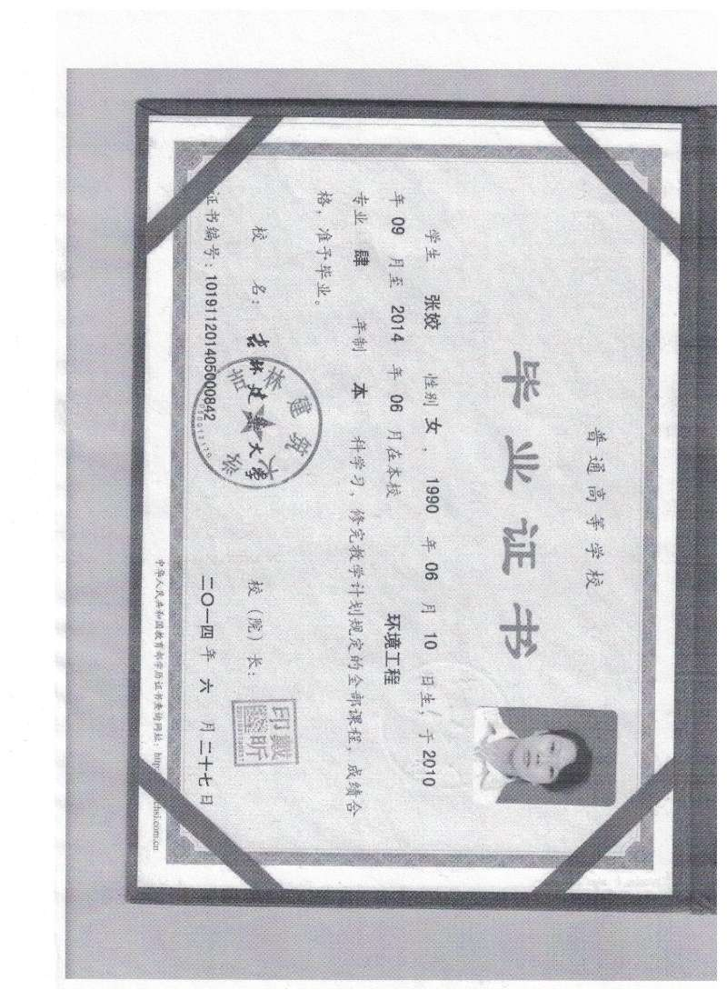 普通高等学校
毕业证书
学生 张姣 性别 女 ，1990 年 06 月 10 日生，于 2010
年 09 月至 2014 年 06 月在本校 环境工程
专业 肆 年制 本 科学习，修完教学计划规定的全部课程，成绩合
格，准予毕业。
校 名：吉林建筑大学 校（院）长：
吉林建筑大学
证书编号：101911201405000842 二〇一四年 六 月二十七日
中华人民共和国教育部学历证书查询网址：http chsi.com.cn